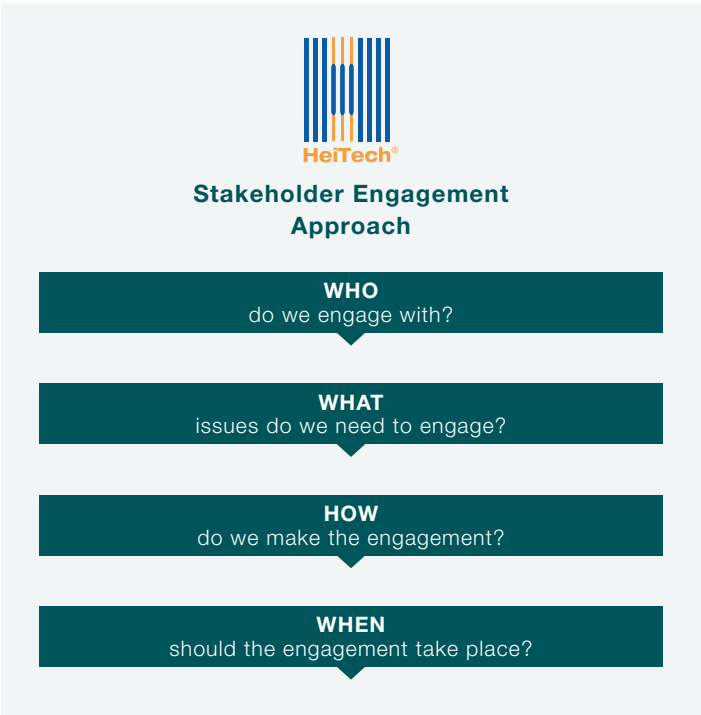 HeiTech®
Stakeholder Engagement
Approach
WHO
do we engage with?
WHAT
issues do we need to engage?
HOW
do we make the engagement?
WHEN
should the engagement take place?